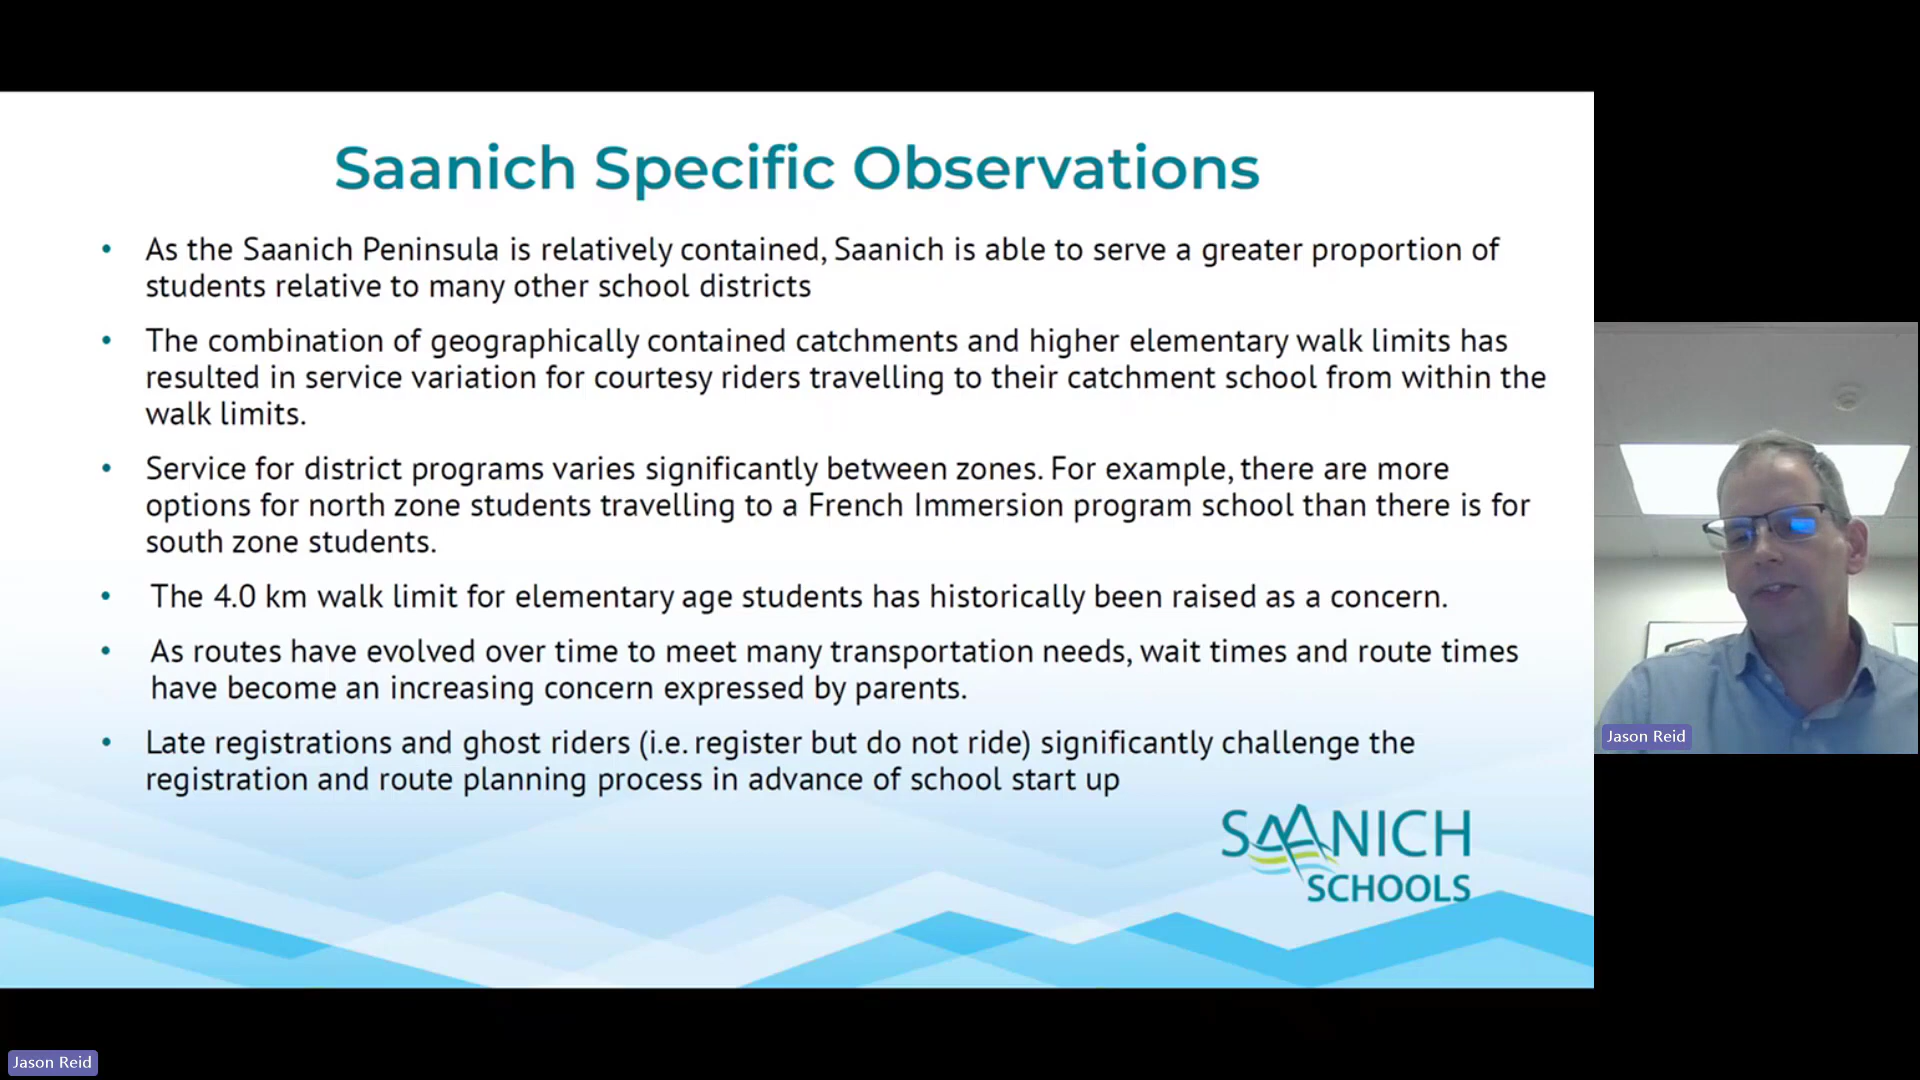 Saanich Specific Observations
• As the Saanich Peninsula is relatively contained, Saanich is able to serve a greater proportion of
students relative to many other school districts
• The combination of geographically contained catchments and higher elementary walk limits has
resulted in service variation for courtesy riders travelling to their catchment school from within the
walk limits.
• Service for district programs varies significantly between zones. For example, there are more
options for north zone students travelling to a French Immersion program school than there is for
south zone students.
• The 4.0 km walk limit for elementary age students has historically been raised as a concern.
• As routes have evolved over time to meet many transportation needs, wait times and route times
have become an increasing concern expressed by parents.
• Late registrations and ghost riders (i.e. register but do not ride) significantly challenge the
registration and route planning process in advance of school start up
SAANICH
SCHOOLS
Jason Reid
Jason Reid